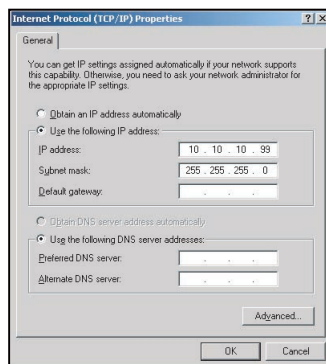 Internet Protocol (TCP/IP) Properties
General
You can get IP settings assigned automatically if your network supports
this capability. Otherwise, you need to ask your network administrator for
the appropriate IP settings.
Obtain an IP address automatically
Use the following IP address:
IP address: 10 . 10 . 10 . 99
Subnet mask: 255 . 255 . 255 . 0
Default gateway: . . .
Obtain DNS server address automatically
Use the following DNS server addresses:
Preferred DNS server: . . .
Alternate DNS server: . . .
Advanced...
OK Cancel